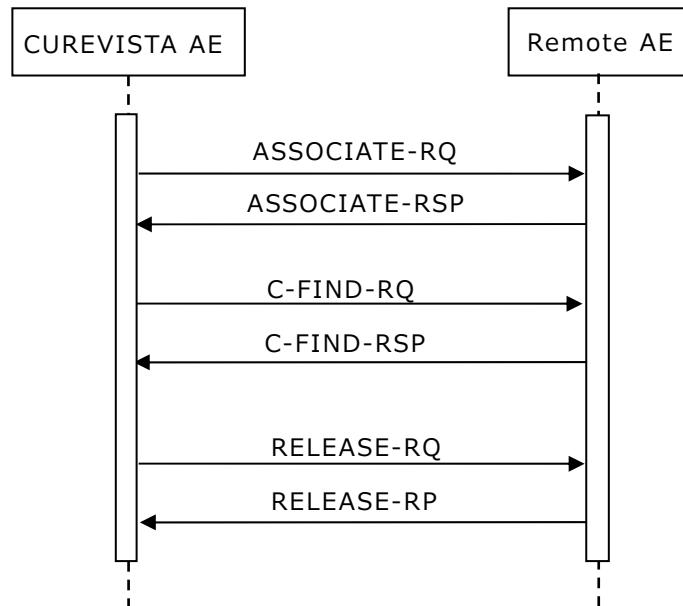 CUREVISTA AE
Remote AE
ASSOCIATE-RQ
ASSOCIATE-RSP
C-FIND-RQ
C-FIND-RSP
RELEASE-RQ
RELEASE-RP